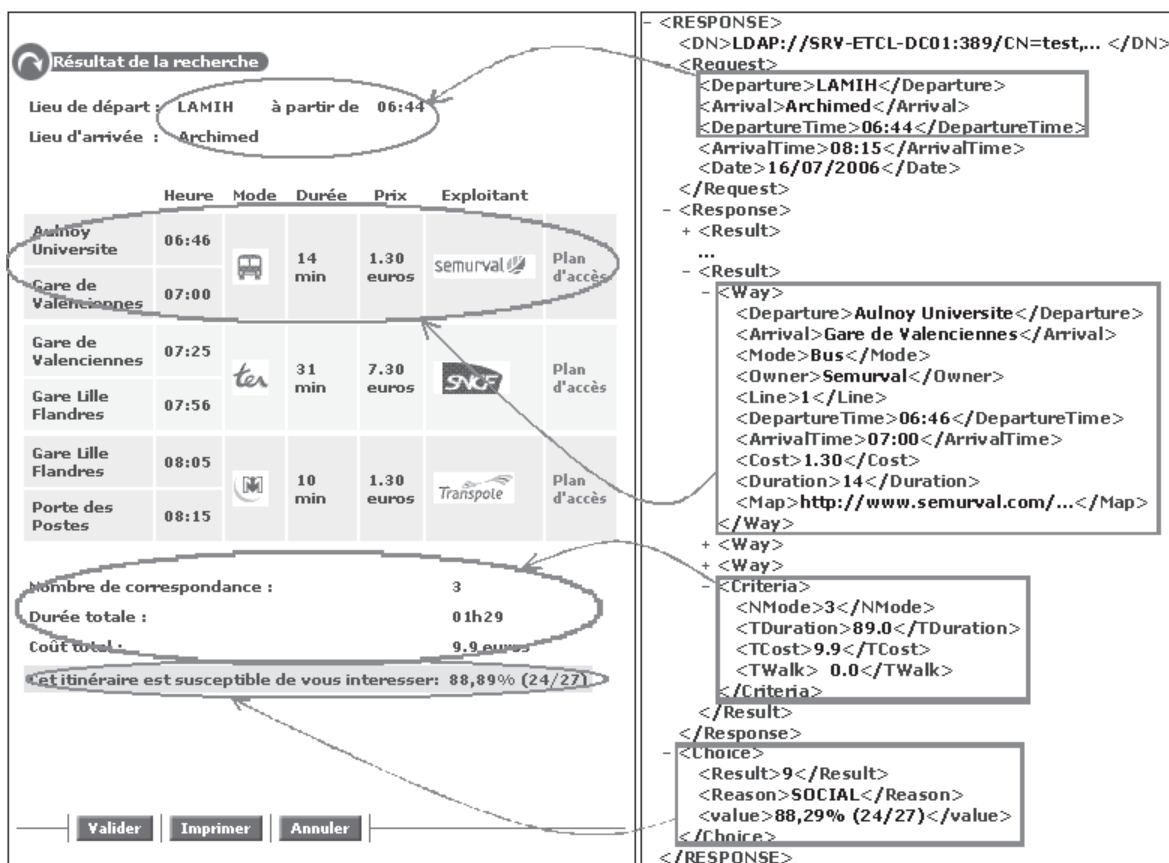 Résultat de la recherche
Lieu de départ : LAMIH à partir de 06:44
Lieu d'arrivée : Archimed
Heure Mode Durée Prix Exploitant
Aulnoy Universite 06:46
14 min 1.30 euros semurval Plan d'accès
Gare de Valenciennes 07:00
Gare de Valenciennes 07:25
ter 31 min 7.30 euros SNCF Plan d'accès
Gare Lille Flandres 07:56
Gare Lille Flandres 08:05
M 10 min 1.30 euros Transpole Plan d'accès
Porte des Postes 08:15
Nombre de correspondance : 3
Durée totale : 01h29
Coût total : 9.9 euros
Cet itinéraire est susceptible de vous interesser: 88,89% (24/27)
Valider Imprimer Annuler
- <RESPONSE>
<DN>LDAP://SRV-ETCL-DC01:389/CN=test,... </DN>
- <Request>
<Departure>LAMIH</Departure>
<Arrival>Archimed</Arrival>
<DepartureTime>06:44</DepartureTime>
<ArrivalTime>08:15</ArrivalTime>
<Date>16/07/2006</Date>
</Request>
- <Response>
+ <Result>
...
- <Result>
- <Way>
<Departure>Aulnoy Universite</Departure>
<Arrival>Gare de Valenciennes</Arrival>
<Mode>Bus</Mode>
<Owner>Semurval</Owner>
<Line>1</Line>
<DepartureTime>06:46</DepartureTime>
<ArrivalTime>07:00</ArrivalTime>
<Cost>1.30</Cost>
<Duration>14</Duration>
<Map>http://www.semurval.com/...</Map>
</Way>
+ <Way>
+ <Way>
- <Criteria>
<NMode>3</NMode>
<TDuration>89.0</TDuration>
<TCost>9.9</TCost>
<TWalk> 0.0</TWalk>
</Criteria>
</Result>
</Response>
- <Choice>
<Result>9</Result>
<Reason>SOCIAL</Reason>
<value>88,29% (24/27)</value>
</Choice>
</RESPONSE>